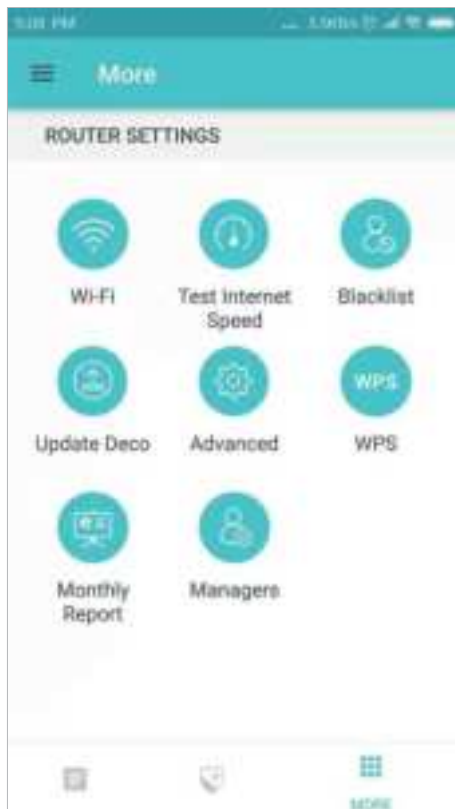 More
ROUTER SETTINGS
Wi-Fi
Test Internet
Speed
Blacklist
Update Deco
Advanced
WPS
WPS
Monthly
Report
Managers
MORE